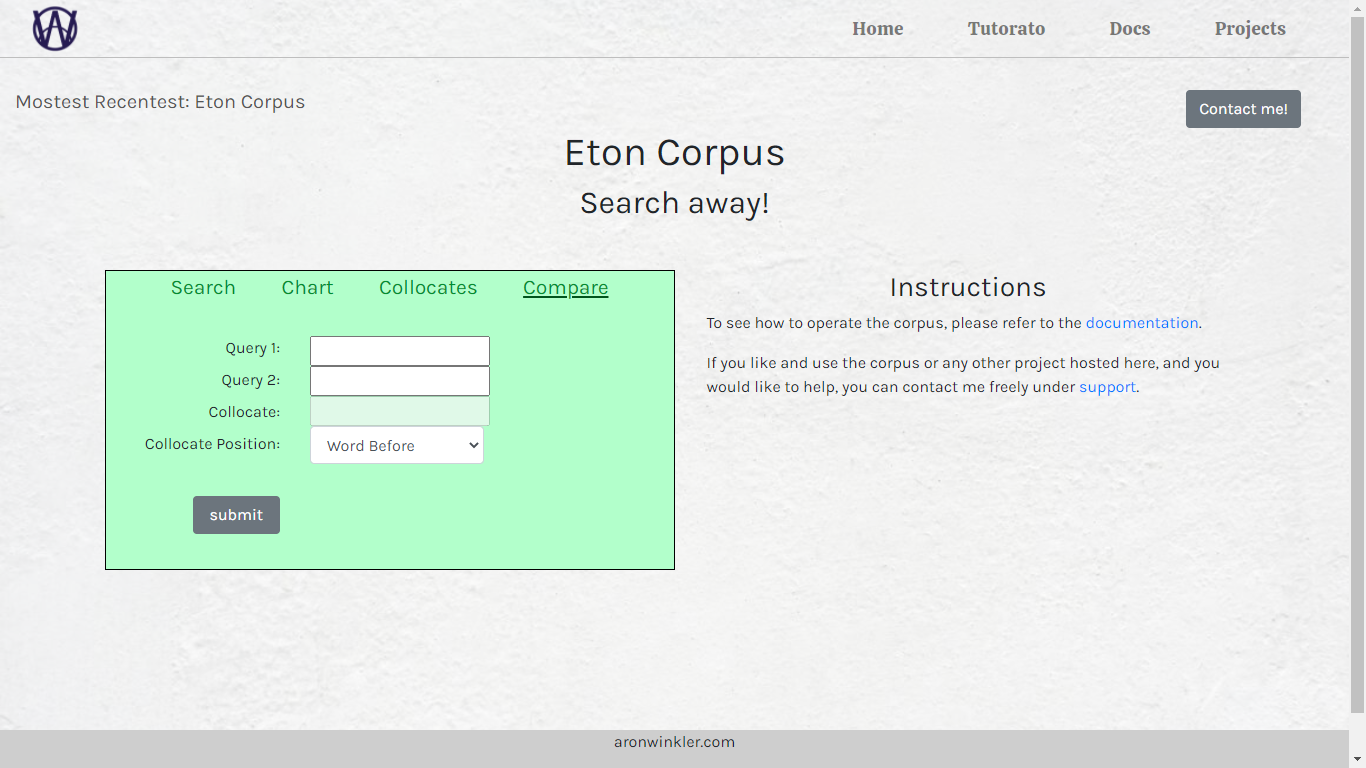 Home Tutorato Docs Projects
Mostest Recentest: Eton Corpus
Contact me!
Eton Corpus
Search away!
Search Chart Collocates Compare
Query 1:
Query 2:
Collocate:
Collocate Position: Word Before
submit
Instructions
To see how to operate the corpus, please refer to the documentation.
If you like and use the corpus or any other project hosted here, and you
would like to help, you can contact me freely under support.
aronwinkler.com